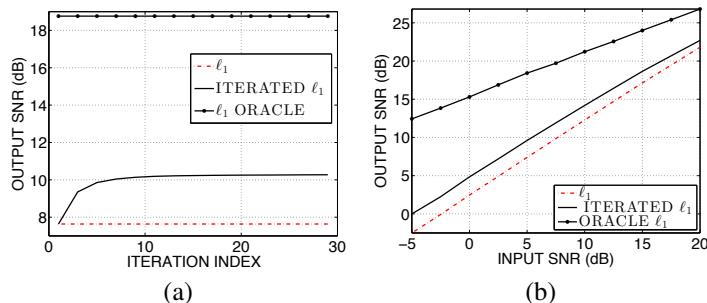 OUTPUT SNR (dB)
18
16
14
12
10
8
0
10
20
30
ITERATION INDEX
ℓ1
ITERATED ℓ1
ℓ1 ORACLE
(a)
OUTPUT SNR (dB)
25
20
15
10
5
0
−5
0
5
10
15
20
INPUT SNR (dB)
ℓ1
ITERATED ℓ1
ORACLE ℓ1
(b)